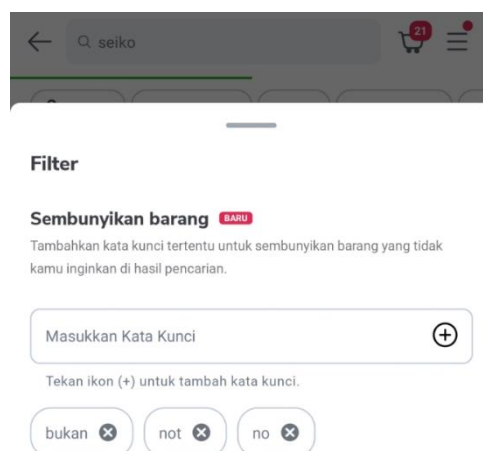 seiko
21
Filter
Sembunyikan barang BARU
Tambahkan kata kunci tertentu untuk sembunyikan barang yang tidak
kamu inginkan di hasil pencarian.
Masukkan Kata Kunci
Tekan ikon (+) untuk tambah kata kunci.
bukan not no